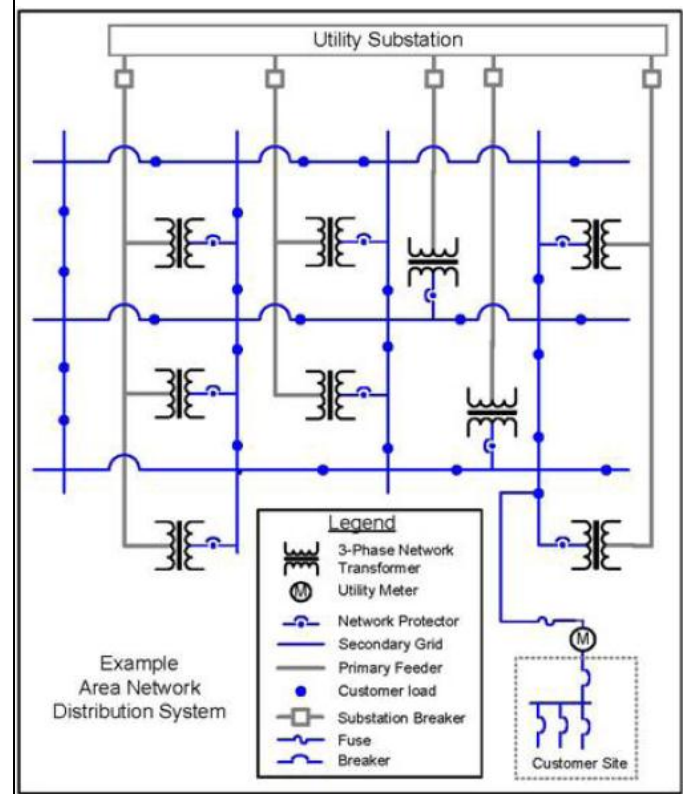 Utility Substation
Legend
3-Phase Network
Transformer
M
Utility Meter
Network Protector
Secondary Grid
Primary Feeder
Customer load
Substation Breaker
Fuse
Breaker
Example
Area Network
Distribution System
M
Customer Site